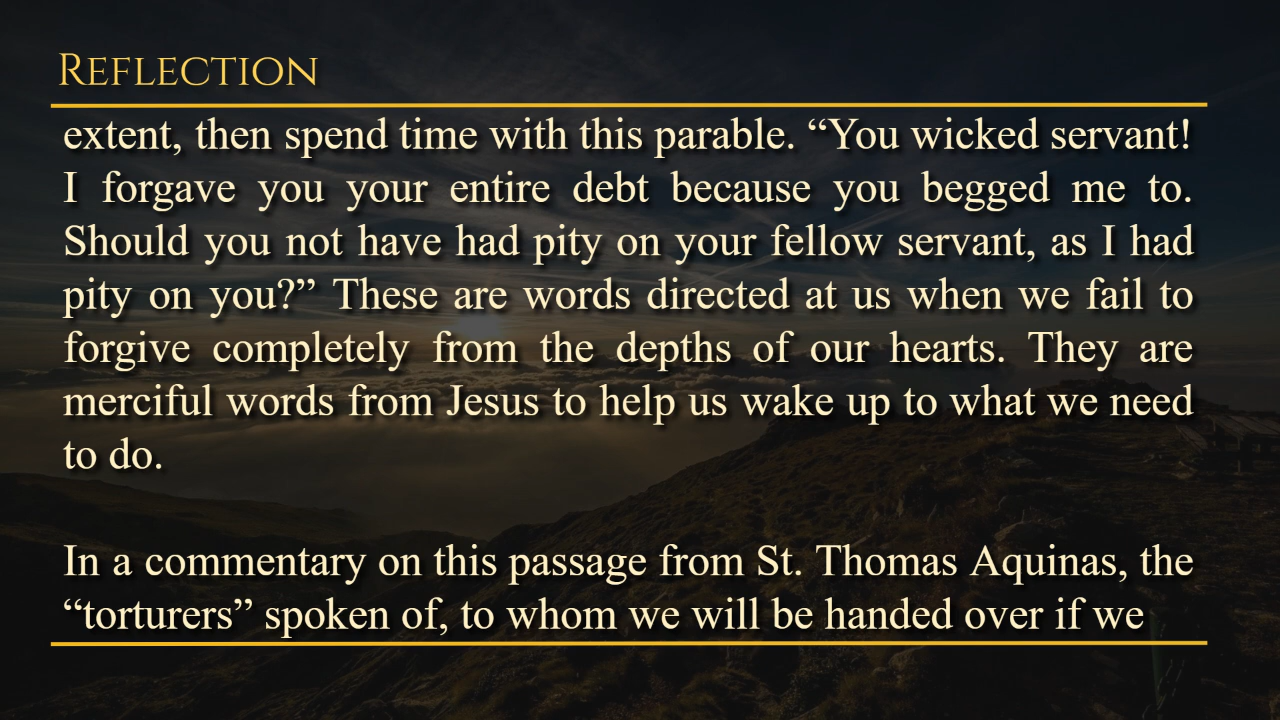 Reflection
extent, then spend time with this parable. “You wicked servant!
I forgave you your entire debt because you begged me to.
Should you not have had pity on your fellow servant, as I had
pity on you?” These are words directed at us when we fail to
forgive completely from the depths of our hearts. They are
merciful words from Jesus to help us wake up to what we need
to do.
In a commentary on this passage from St. Thomas Aquinas, the
“torturers” spoken of, to whom we will be handed over if we